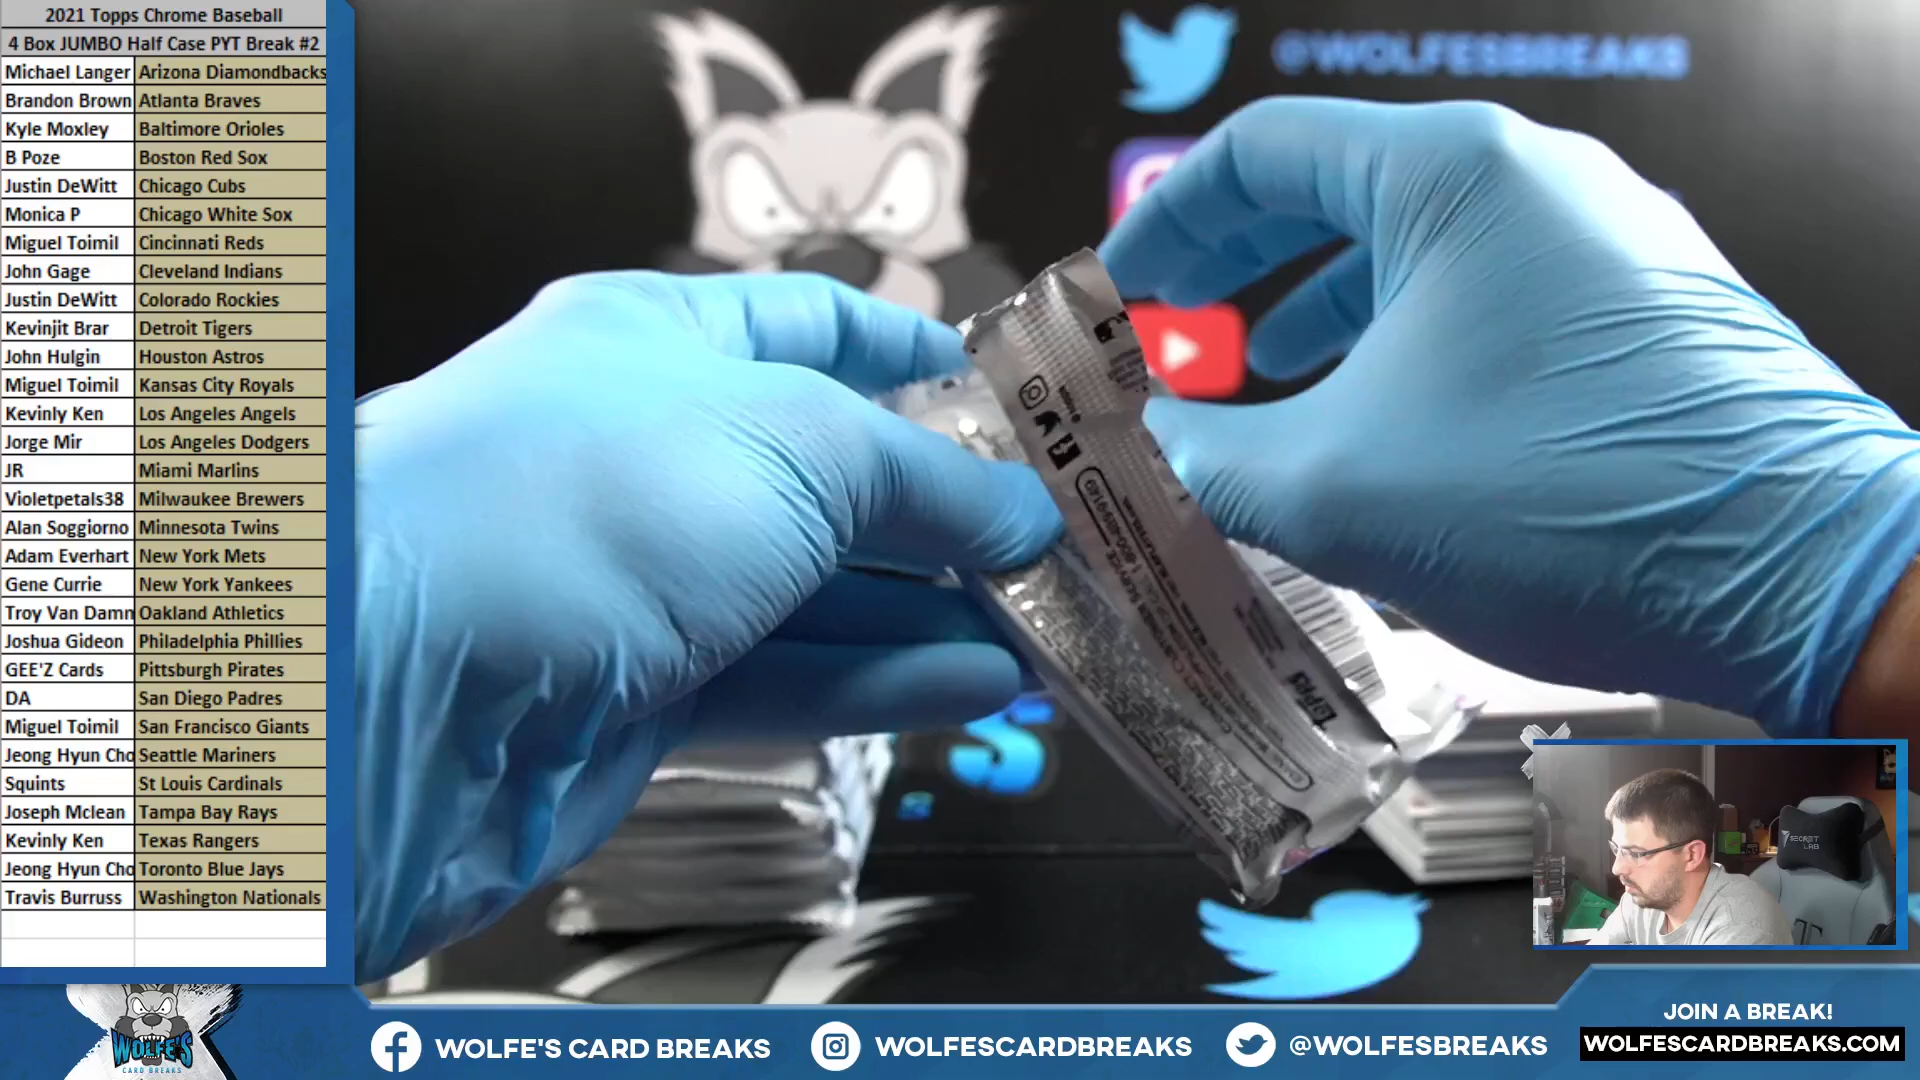 2021 Topps Chrome Baseball
4 Box JUMBO Half Case PYT Break #2
Michael Langer Arizona Diamondbacks
Brandon Brown Atlanta Braves
Kyle Moxley Baltimore Orioles
B Poze Boston Red Sox
Justin DeWitt Chicago Cubs
Monica P Chicago White Sox
Miguel Toimil Cincinnati Reds
John Gage Cleveland Indians
Justin DeWitt Colorado Rockies
Kevinjit Brar Detroit Tigers
John Hulgin Houston Astros
Miguel Toimil Kansas City Royals
Kevinly Ken Los Angeles Angels
Jorge Mir Los Angeles Dodgers
JR Miami Marlins
Violetpetals38 Milwaukee Brewers
Alan Soggiorno Minnesota Twins
Adam Everhart New York Mets
Gene Currie New York Yankees
Troy Van Damn Oakland Athletics
Joshua Gideon Philadelphia Phillies
GEE'Z Cards Pittsburgh Pirates
DA San Diego Padres
Miguel Toimil San Francisco Giants
Jeong Hyun Cho Seattle Mariners
Squints St Louis Cardinals
Joseph Mclean Tampa Bay Rays
Kevinly Ken Texas Rangers
Jeong Hyun Cho Toronto Blue Jays
Travis Burruss Washington Nationals
@WOLFESBREAKS
S
topps
SECRET LAB
WOLFE'S
CARD BREAKS
WOLFE'S CARD BREAKS
WOLFESCARDBREAKS
@WOLFESBREAKS
JOIN A BREAK!
WOLFESCARDBREAKS.COM